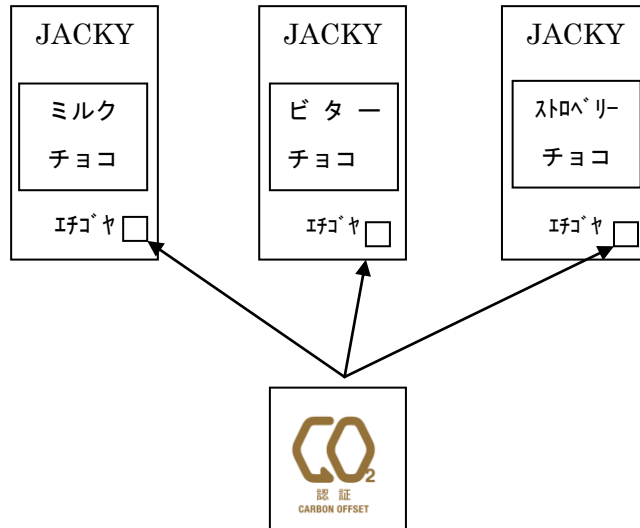 JACKY
ミルク
チョコ
ｴﾁｺﾞﾔ
JACKY
ビター
チョコ
ｴﾁｺﾞﾔ
JACKY
ｽﾄﾛﾍﾞﾘｰ
チョコ
ｴﾁｺﾞﾔ
CO2
認証
CARBON OFFSET